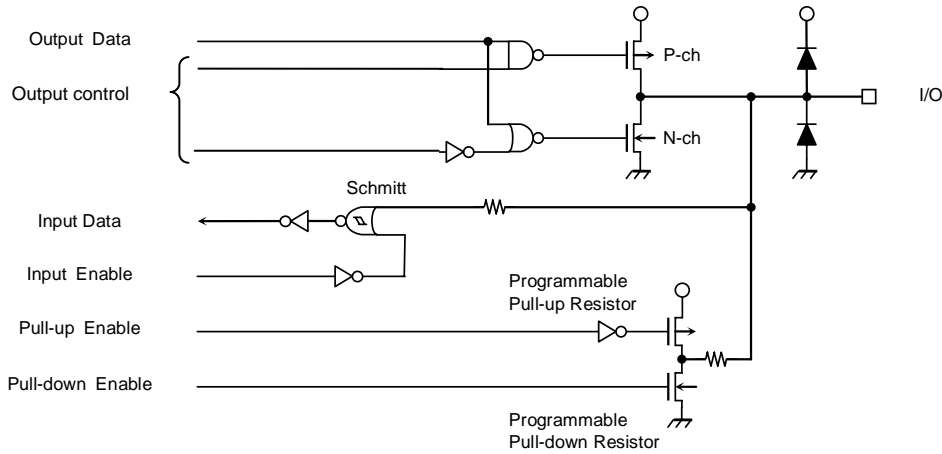 Output Data
P-ch
Output control
I/O
N-ch
Schmitt
Input Data
Input Enable
Programmable
Pull-up Resistor
Pull-up Enable
Pull-down Enable
Programmable
Pull-down Resistor